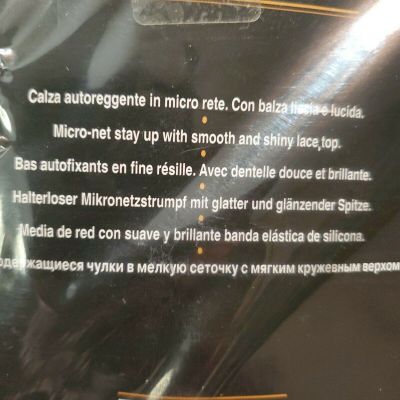 Calza autoreggente in micro rete. Con balza liscia e lucida.
Micro-net stay up with smooth and shiny lace top.
Bas autofixants en fine résille. Avec dentelle douce et brillante.
Halterloser Mikronetzstrumpf mit glatter und glänzender Spitze.
Media de red con suave y brillante banda elástica de silicona.
одержащиеся чулки в мелкую сеточку с мягким кружевным верхом